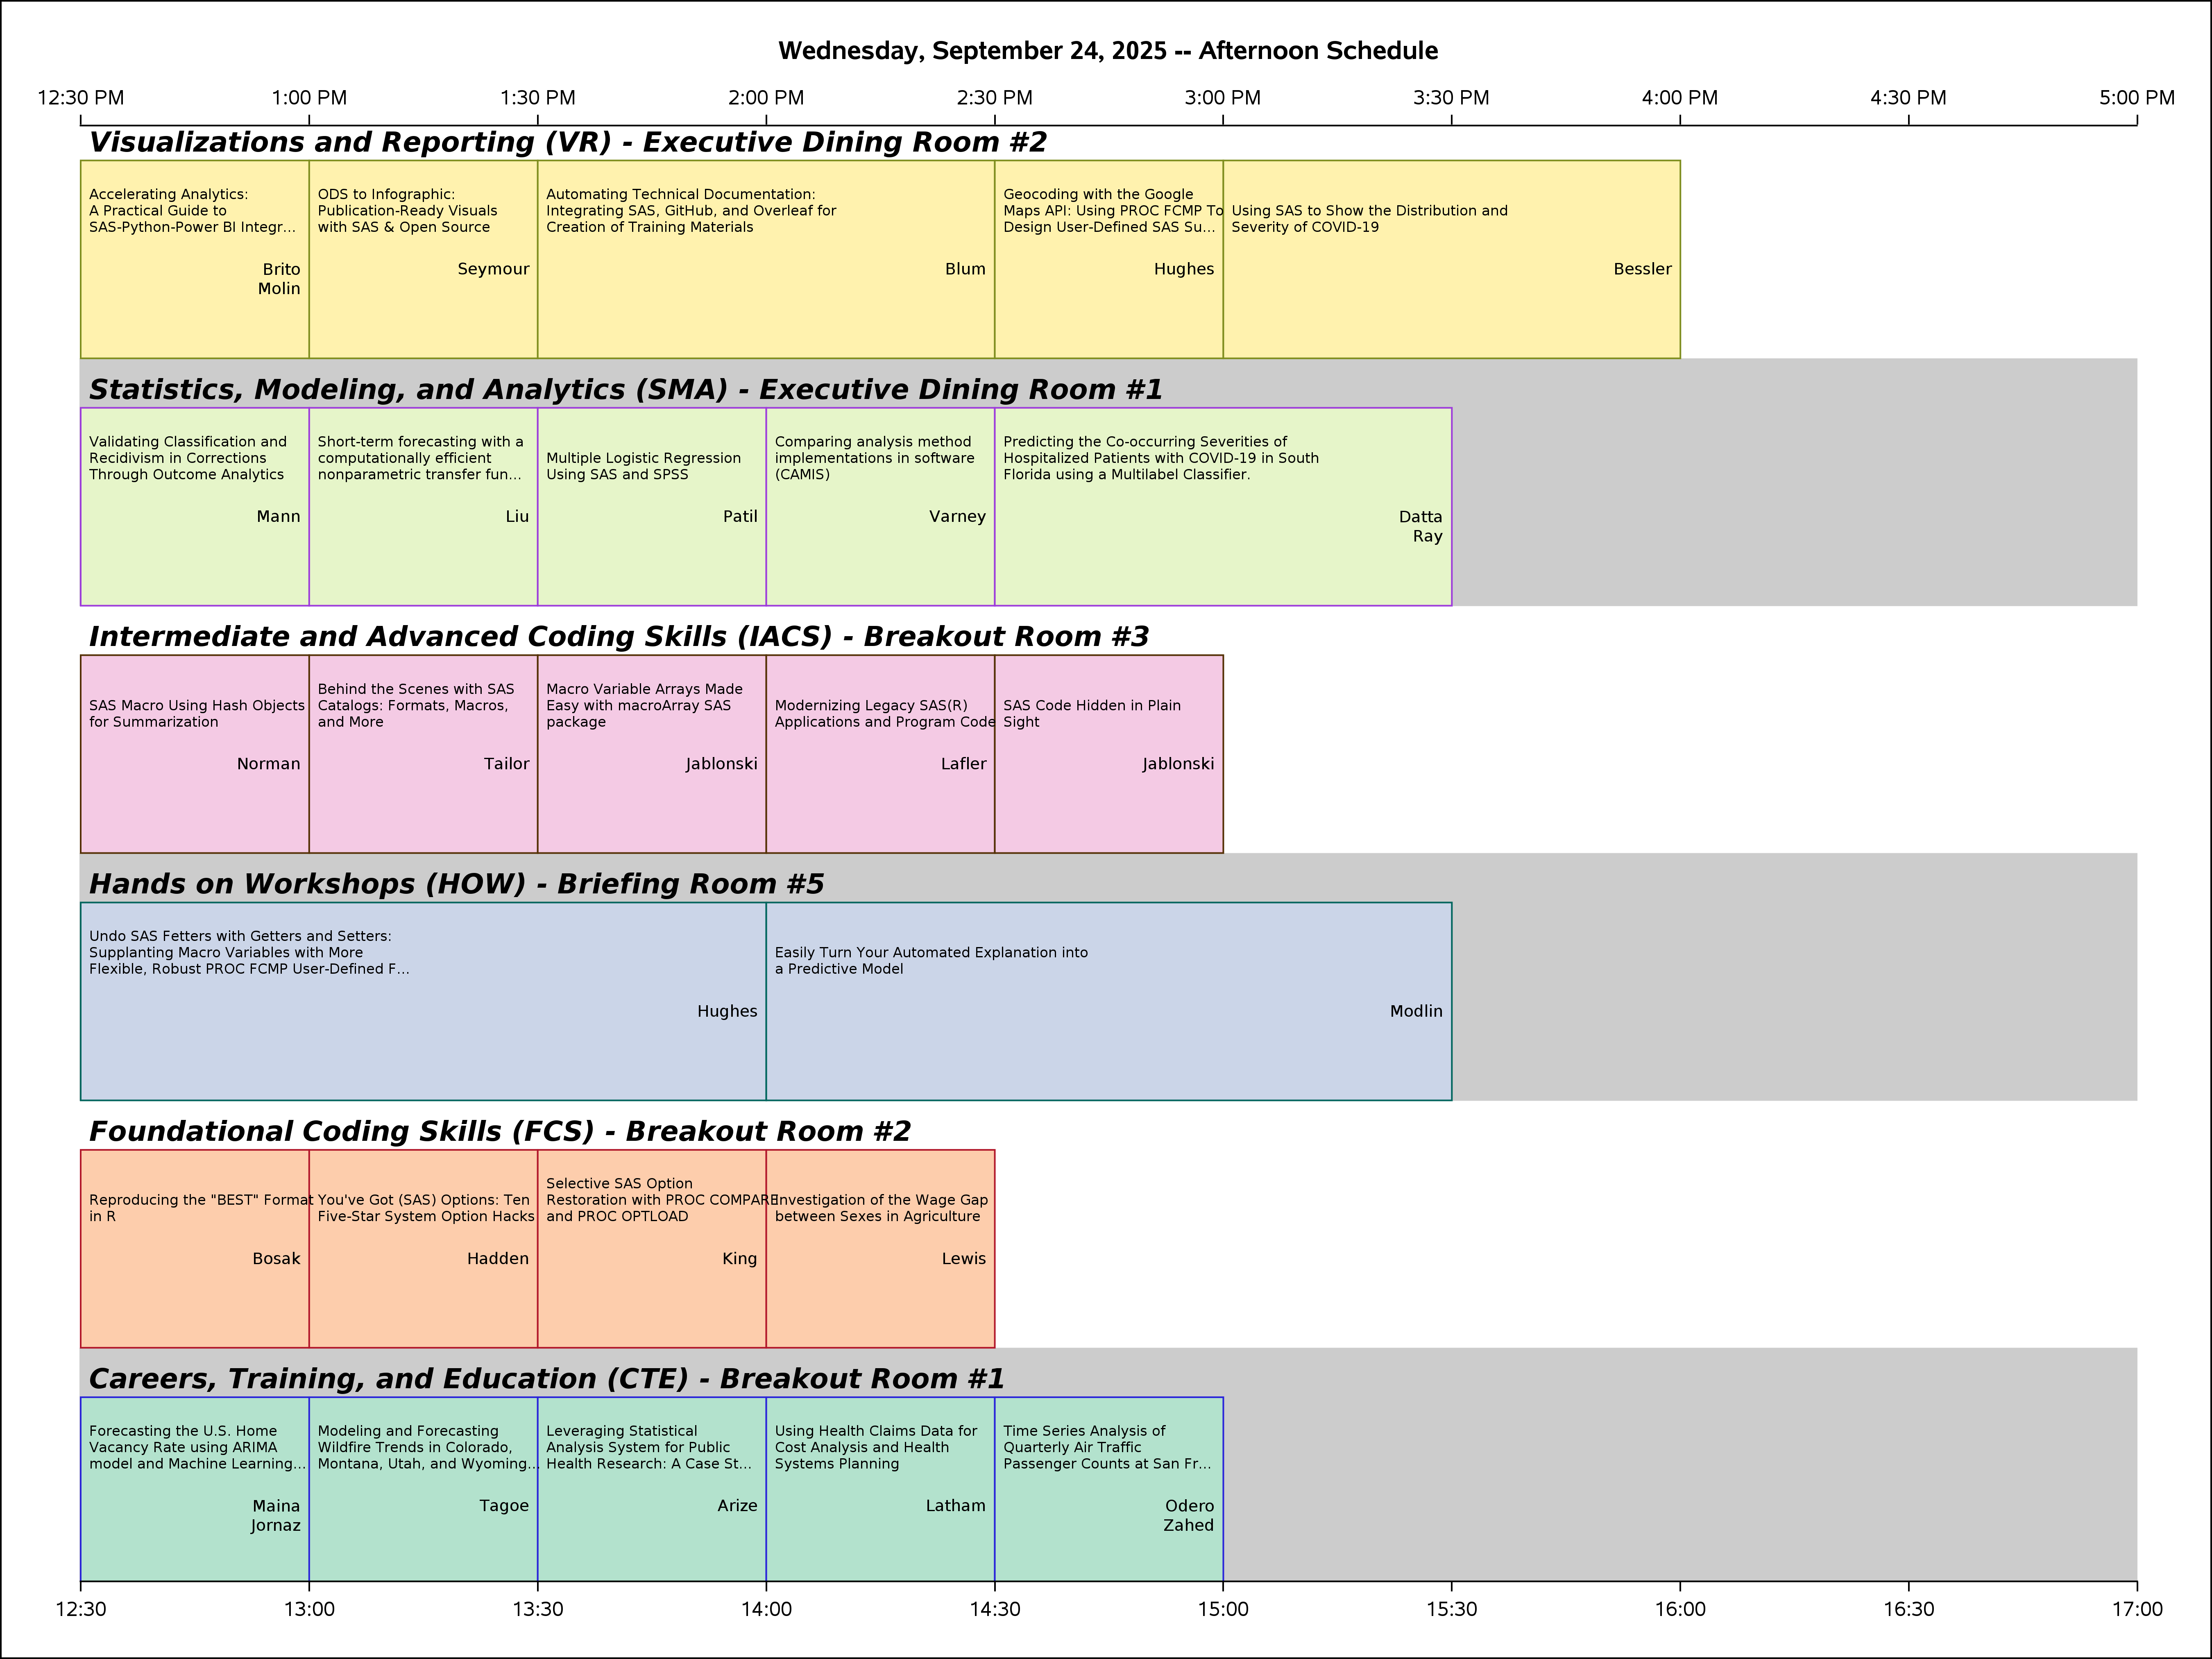 Wednesday, September 24, 2025 -- Afternoon Schedule
12:30 PM 1:00 PM 1:30 PM 2:00 PM 2:30 PM 3:00 PM 3:30 PM 4:00 PM 4:30 PM 5:00 PM
Visualizations and Reporting (VR) - Executive Dining Room #2
Accelerating Analytics:
A Practical Guide to
SAS-Python-Power BI Integr...
Brito
Molin
ODS to Infographic:
Publication-Ready Visuals
with SAS & Open Source
Seymour
Automating Technical Documentation:
Integrating SAS, GitHub, and Overleaf for
Creation of Training Materials
Blum
Geocoding with the Google
Maps API: Using PROC FCMP To
Design User-Defined SAS Su...
Hughes
Using SAS to Show the Distribution and
Severity of COVID-19
Bessler
Statistics, Modeling, and Analytics (SMA) - Executive Dining Room #1
Validating Classification and
Recidivism in Corrections
Through Outcome Analytics
Mann
Short-term forecasting with a
computationally efficient
nonparametric transfer fun...
Liu
Multiple Logistic Regression
Using SAS and SPSS
Patil
Comparing analysis method
implementations in software
(CAMIS)
Varney
Predicting the Co-occurring Severities of
Hospitalized Patients with COVID-19 in South
Florida using a Multilabel Classifier.
Datta
Ray
Intermediate and Advanced Coding Skills (IACS) - Breakout Room #3
SAS Macro Using Hash Objects
for Summarization
Norman
Behind the Scenes with SAS
Catalogs: Formats, Macros,
and More
Tailor
Macro Variable Arrays Made
Easy with macroArray SAS
package
Jablonski
Modernizing Legacy SAS(R)
Applications and Program Code
Lafler
SAS Code Hidden in Plain
Sight
Jablonski
Hands on Workshops (HOW) - Briefing Room #5
Undo SAS Fetters with Getters and Setters:
Supplanting Macro Variables with More
Flexible, Robust PROC FCMP User-Defined F...
Hughes
Easily Turn Your Automated Explanation into
a Predictive Model
Modlin
Foundational Coding Skills (FCS) - Breakout Room #2
Reproducing the "BEST" Format
in R
Bosak
You've Got (SAS) Options: Ten
Five-Star System Option Hacks
Hadden
Selective SAS Option
Restoration with PROC COMPARE
and PROC OPTLOAD
King
Investigation of the Wage Gap
between Sexes in Agriculture
Lewis
Careers, Training, and Education (CTE) - Breakout Room #1
Forecasting the U.S. Home
Vacancy Rate using ARIMA
model and Machine Learning...
Maina
Jornaz
Modeling and Forecasting
Wildfire Trends in Colorado,
Montana, Utah, and Wyoming...
Tagoe
Leveraging Statistical
Analysis System for Public
Health Research: A Case St...
Arize
Using Health Claims Data for
Cost Analysis and Health
Systems Planning
Latham
Time Series Analysis of
Quarterly Air Traffic
Passenger Counts at San Fr...
Odero
Zahed
12:30 13:00 13:30 14:00 14:30 15:00 15:30 16:00 16:30 17:00